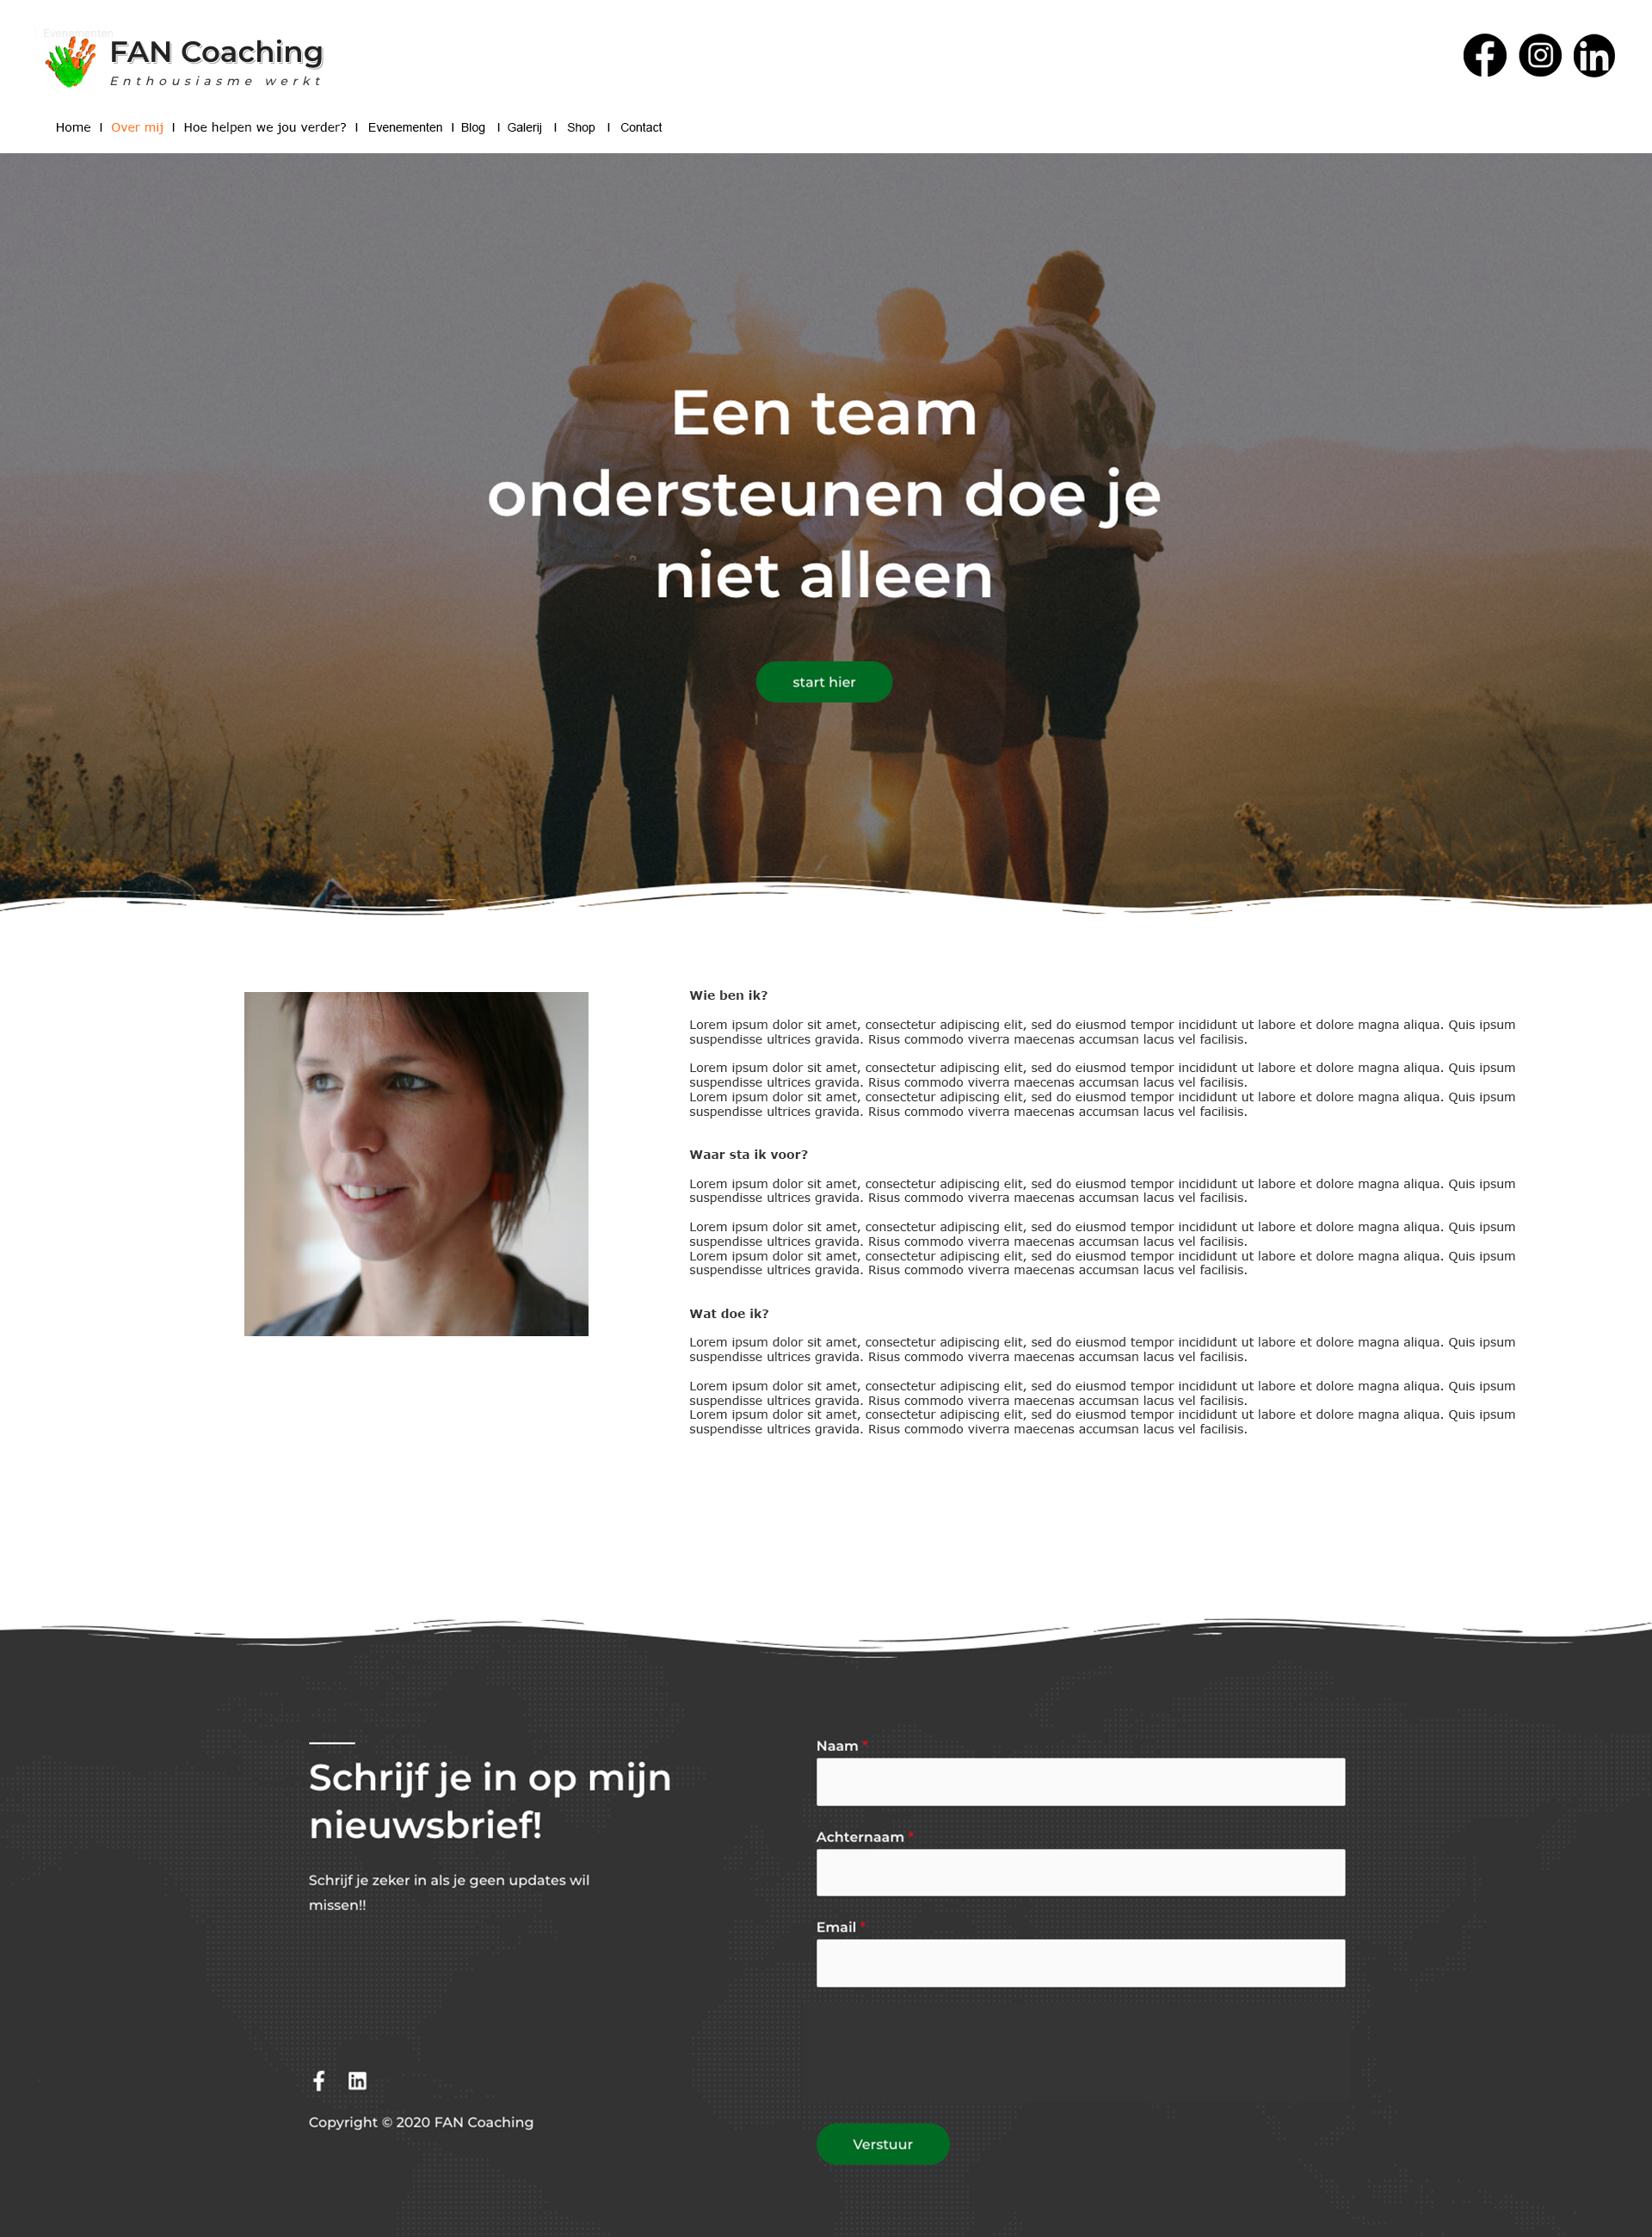 Evenementen
FAN Coaching
Enthousiasme werkt
Home I Over mij I Hoe helpen we jou verder? I Evenementen I Blog I Galerij I Shop I Contact
Een team
ondersteunen doe je
niet alleen
start hier
Wie ben ik?
Lorem ipsum dolor sit amet, consectetur adipiscing elit, sed do eiusmod tempor incididunt ut labore et dolore magna aliqua. Quis ipsum
suspendisse ultrices gravida. Risus commodo viverra maecenas accumsan lacus vel facilisis.
Lorem ipsum dolor sit amet, consectetur adipiscing elit, sed do eiusmod tempor incididunt ut labore et dolore magna aliqua. Quis ipsum
suspendisse ultrices gravida. Risus commodo viverra maecenas accumsan lacus vel facilisis.
Lorem ipsum dolor sit amet, consectetur adipiscing elit, sed do eiusmod tempor incididunt ut labore et dolore magna aliqua. Quis ipsum
suspendisse ultrices gravida. Risus commodo viverra maecenas accumsan lacus vel facilisis.
Waar sta ik voor?
Lorem ipsum dolor sit amet, consectetur adipiscing elit, sed do eiusmod tempor incididunt ut labore et dolore magna aliqua. Quis ipsum
suspendisse ultrices gravida. Risus commodo viverra maecenas accumsan lacus vel facilisis.
Lorem ipsum dolor sit amet, consectetur adipiscing elit, sed do eiusmod tempor incididunt ut labore et dolore magna aliqua. Quis ipsum
suspendisse ultrices gravida. Risus commodo viverra maecenas accumsan lacus vel facilisis.
Lorem ipsum dolor sit amet, consectetur adipiscing elit, sed do eiusmod tempor incididunt ut labore et dolore magna aliqua. Quis ipsum
suspendisse ultrices gravida. Risus commodo viverra maecenas accumsan lacus vel facilisis.
Wat doe ik?
Lorem ipsum dolor sit amet, consectetur adipiscing elit, sed do eiusmod tempor incididunt ut labore et dolore magna aliqua. Quis ipsum
suspendisse ultrices gravida. Risus commodo viverra maecenas accumsan lacus vel facilisis.
Lorem ipsum dolor sit amet, consectetur adipiscing elit, sed do eiusmod tempor incididunt ut labore et dolore magna aliqua. Quis ipsum
suspendisse ultrices gravida. Risus commodo viverra maecenas accumsan lacus vel facilisis.
Lorem ipsum dolor sit amet, consectetur adipiscing elit, sed do eiusmod tempor incididunt ut labore et dolore magna aliqua. Quis ipsum
suspendisse ultrices gravida. Risus commodo viverra maecenas accumsan lacus vel facilisis.
Schrijf je in op mijn
nieuwsbrief!
Schrijf je zeker in als je geen updates wil
missen!!
Copyright © 2020 FAN Coaching
Naam *
Achternaam *
Email *
Verstuur